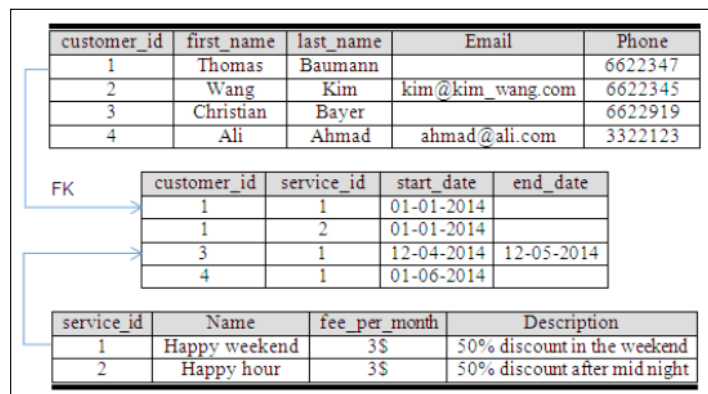 customer_id first_name last_name Email Phone
1 Thomas Baumann 6622347
2 Wang Kim kim@kim_wang.com 6622345
3 Christian Bayer 6622919
4 Ali Ahmad ahmad@ali.com 3322123
FK
customer_id service_id start_date end_date
1 1 01-01-2014
1 2 01-01-2014
3 1 12-04-2014 12-05-2014
4 1 01-06-2014
service_id Name fee_per_month Description
1 Happy weekend 3$ 50% discount in the weekend
2 Happy hour 3$ 50% discount after mid night